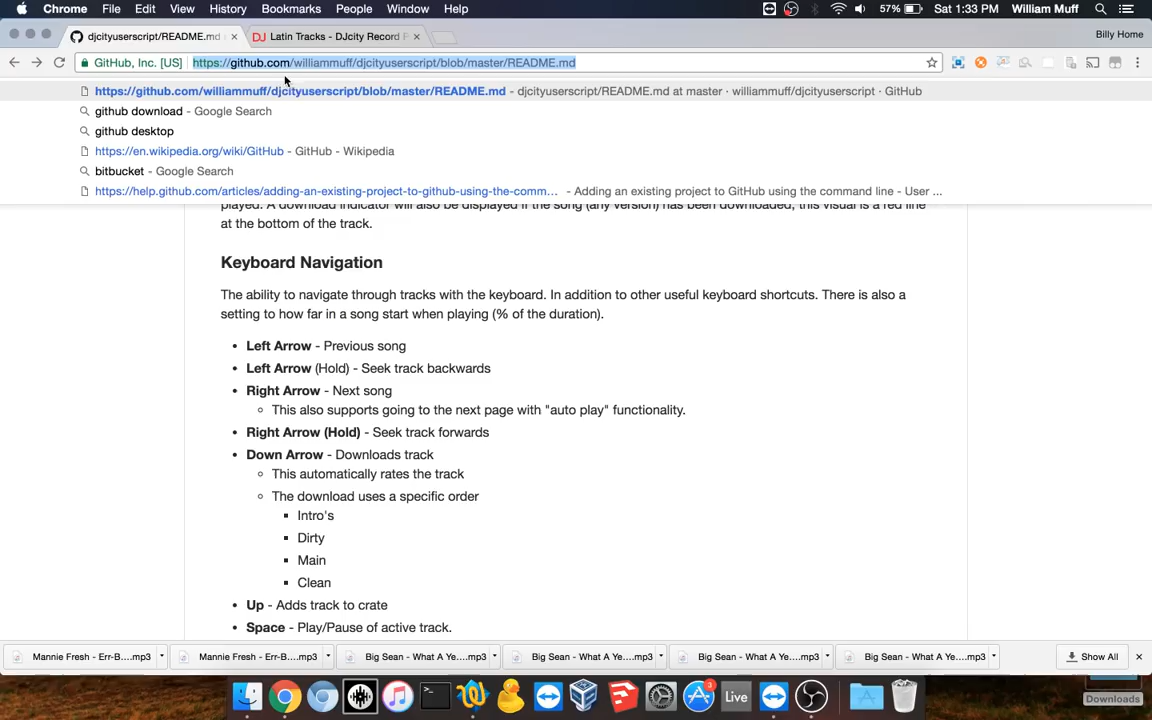 Chrome File Edit View History Bookmarks People Window Help 57% Sat 1:33 PM William Muff
djcityuserscript/README.md × DJ Latin Tracks - DJcity Record P × Billy Home
GitHub, Inc. [US] https://github.com/williammuff/djcityuserscript/blob/master/README.md
https://github.com/williammuff/djcityuserscript/blob/master/README.md - djcityuserscript/README.md at master · williammuff/djcityuserscript · GitHub
github download - Google Search
github desktop
https://en.wikipedia.org/wiki/GitHub - GitHub - Wikipedia
bitbucket - Google Search
https://help.github.com/articles/adding-an-existing-project-to-github-using-the-comm... - Adding an existing project to GitHub using the command line - User ...
played. A download indicator will also be displayed if the song (any version) has been downloaded, this visual is a red line
at the bottom of the track.
Keyboard Navigation
The ability to navigate through tracks with the keyboard. In addition to other useful keyboard shortcuts. There is also a
setting to how far in a song start when playing (% of the duration).
• Left Arrow - Previous song
• Left Arrow (Hold) - Seek track backwards
• Right Arrow - Next song
○ This also supports going to the next page with "auto play" functionality.
• Right Arrow (Hold) - Seek track forwards
• Down Arrow - Downloads track
○ This automatically rates the track
○ The download uses a specific order
▪ Intro's
▪ Dirty
▪ Main
▪ Clean
• Up - Adds track to crate
• Space - Play/Pause of active track.
Mannie Fresh - Err-B....mp3 Mannie Fresh - Err-B....mp3 Big Sean - What A Ye....mp3 Big Sean - What A Ye....mp3 Big Sean - What A Ye....mp3 Big Sean - What A Ye....mp3 Show All ×
Live 3
Downloads